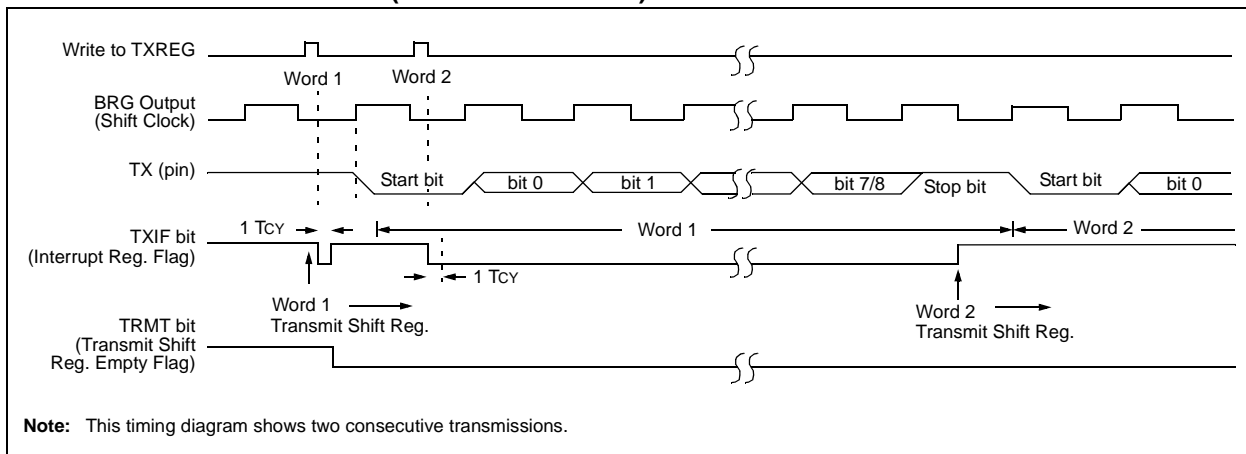 Write to TXREG
Word 1
Word 2
BRG Output
(Shift Clock)
TX (pin)
Start bit
bit 0
bit 1
bit 7/8
Stop bit
Start bit
bit 0
1 TCY
TXIF bit
(Interrupt Reg. Flag)
Word 1
Word 2
1 TCY
Word 1
Transmit Shift Reg.
Word 2
Transmit Shift Reg.
TRMT bit
(Transmit Shift
Reg. Empty Flag)
Note: This timing diagram shows two consecutive transmissions.